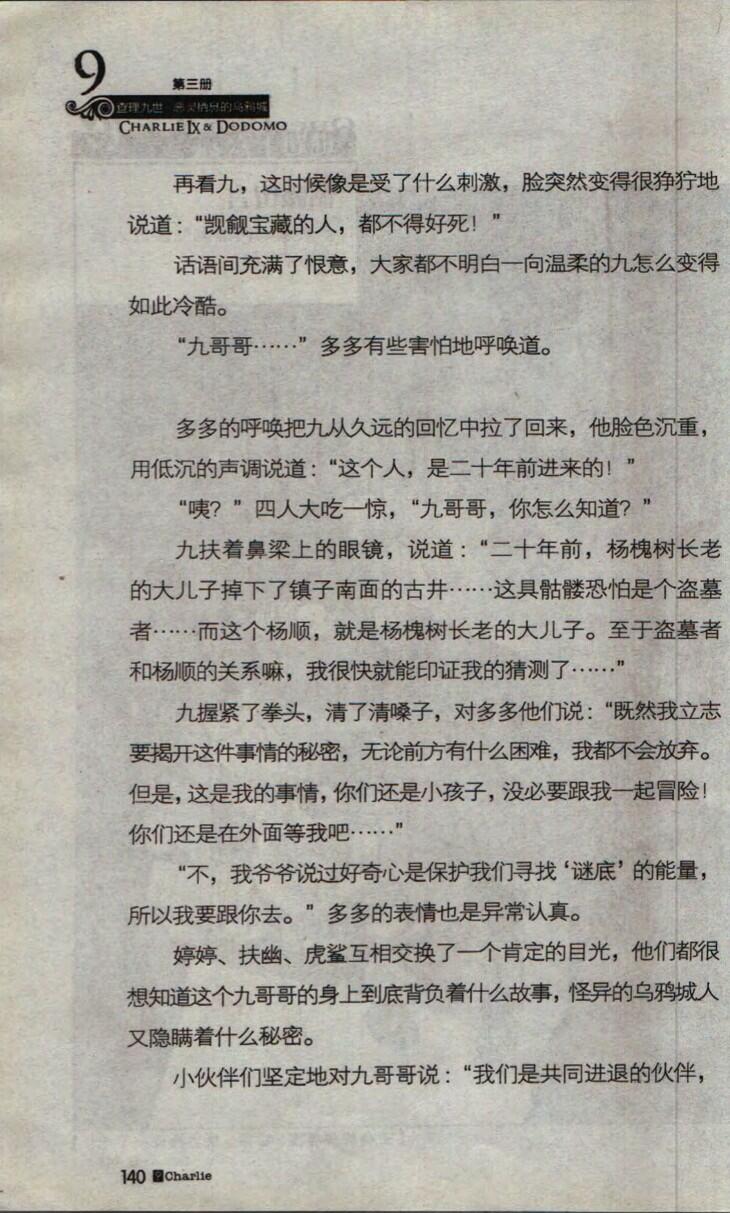 9
第三册
查理九世 恶灵栖息的乌鸦城
CHARLIE IX & DODOMO
再看九，这时候像是受了什么刺激，脸突然变得很狰狞地
说道：“觊觎宝藏的人，都不得好死！”
话语间充满了恨意，大家都不明白一向温柔的九怎么变得
如此冷酷。
“九哥哥……”多多有些害怕地呼唤道。
多多的呼唤把九从久远的回忆中拉了回来，他脸色沉重，
用低沉的声调说道：“这个人，是二十年前进来的！”
“咦？”四人大吃一惊，“九哥哥，你怎么知道？”
九扶着鼻梁上的眼镜，说道：“二十年前，杨槐树长老
的大儿子掉下了镇子南面的古井……这具骷髅恐怕是个盗墓
者……而这个杨顺，就是杨槐树长老的大儿子。至于盗墓者
和杨顺的关系嘛，我很快就能印证我的猜测了……”
九握紧了拳头，清了清嗓子，对多多他们说：“既然我立志
要揭开这件事情的秘密，无论前方有什么困难，我都不会放弃。
但是，这是我的事情，你们还是小孩子，没必要跟我一起冒险！
你们还是在外面等我吧……”
“不，我爷爷说过好奇心是保护我们寻找‘谜底’的能量，
所以我要跟你去。”多多的表情也是异常认真。
婷婷、扶幽、虎鲨互相交换了一个肯定的目光，他们都很
想知道这个九哥哥的身上到底背负着什么故事，怪异的乌鸦城人
又隐瞒着什么秘密。
小伙伴们坚定地对九哥哥说：“我们是共同进退的伙伴，
140 9 Charlie